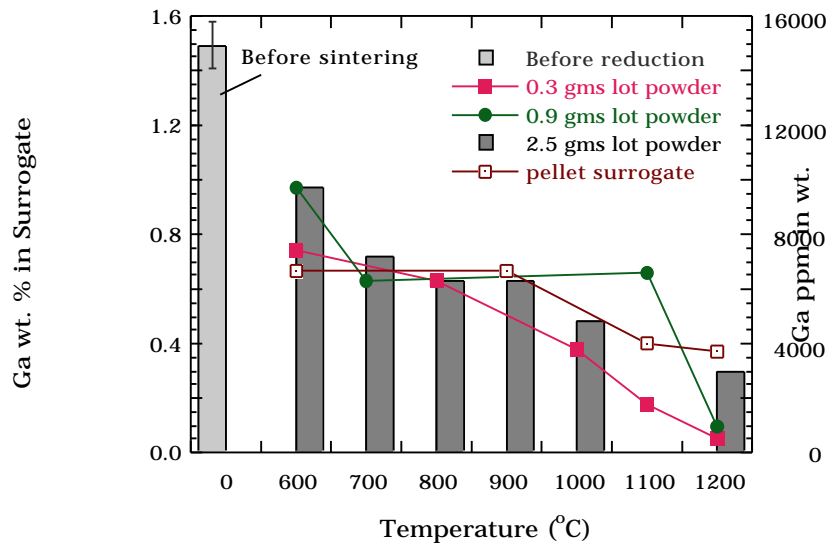 1.6
1.2
0.8
0.4
0.0
Ga wt. % in Surrogate
16000
12000
8000
4000
0
Ga ppm in wt.
Before sintering
Before reduction
0.3 gms lot powder
0.9 gms lot powder
2.5 gms lot powder
pellet surrogate
0 600 700 800 900 1000 1100 1200
Temperature (°C)